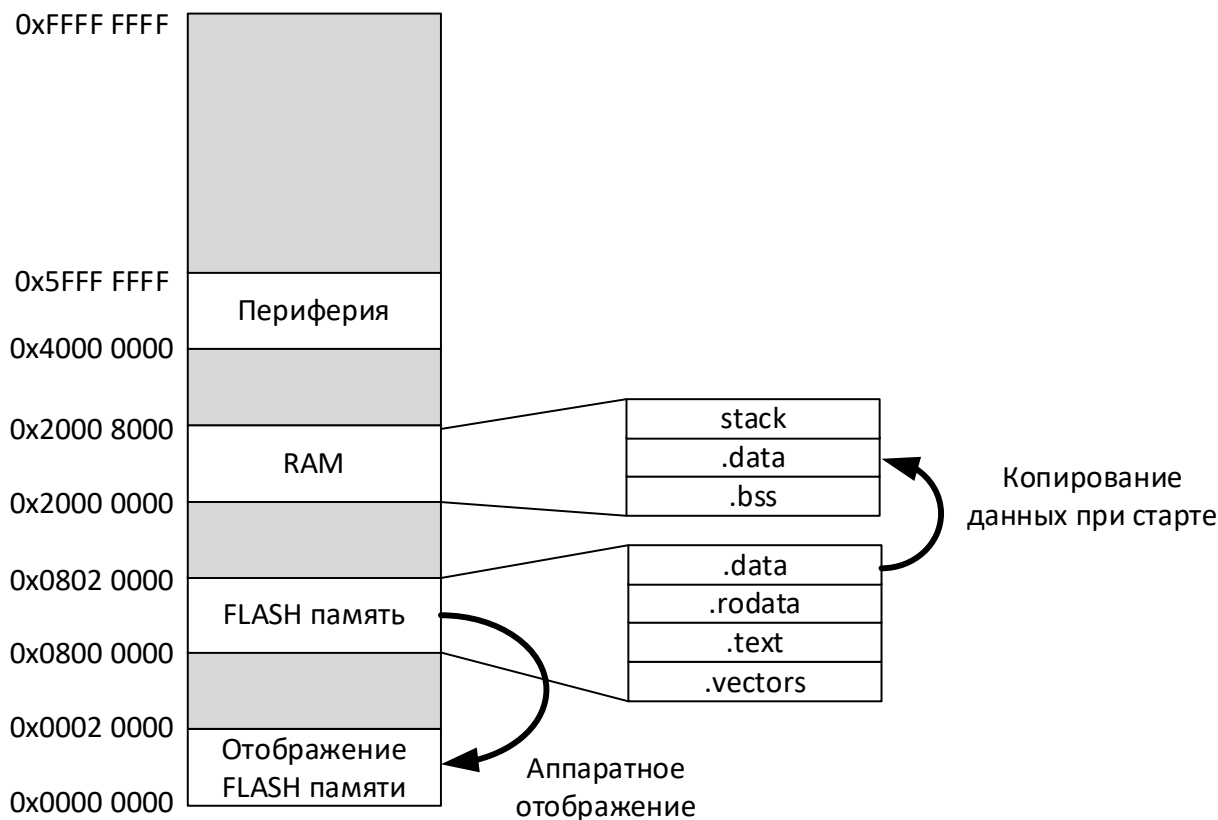 0xFFFF FFFF
0x5FFF FFFF
Периферия
0x4000 0000
0x2000 8000
RAM
0x2000 0000
0x0802 0000
FLASH память
0x0800 0000
0x0002 0000
Отображение
FLASH памяти
0x0000 0000
stack
.data
.bss
Копирование
данных при старте
.data
.rodata
.text
.vectors
Аппаратное
отображение